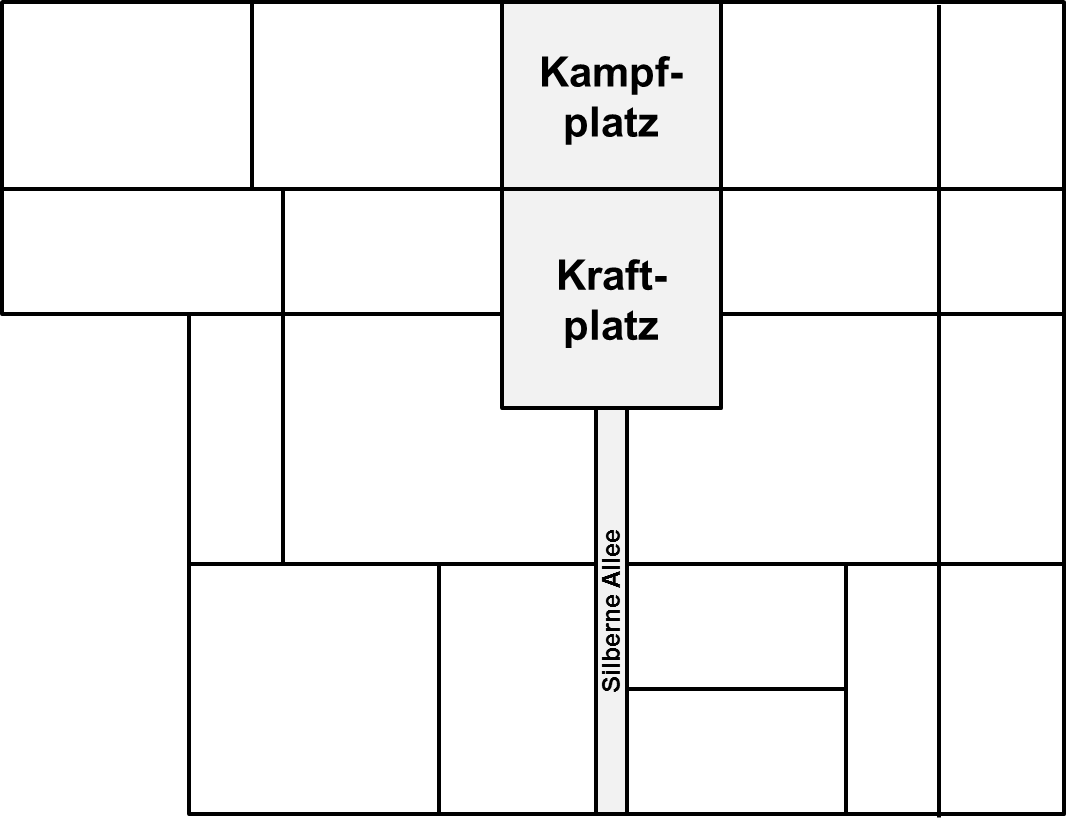 Kampf-
platz
Kraft-
platz
Silberne Allee